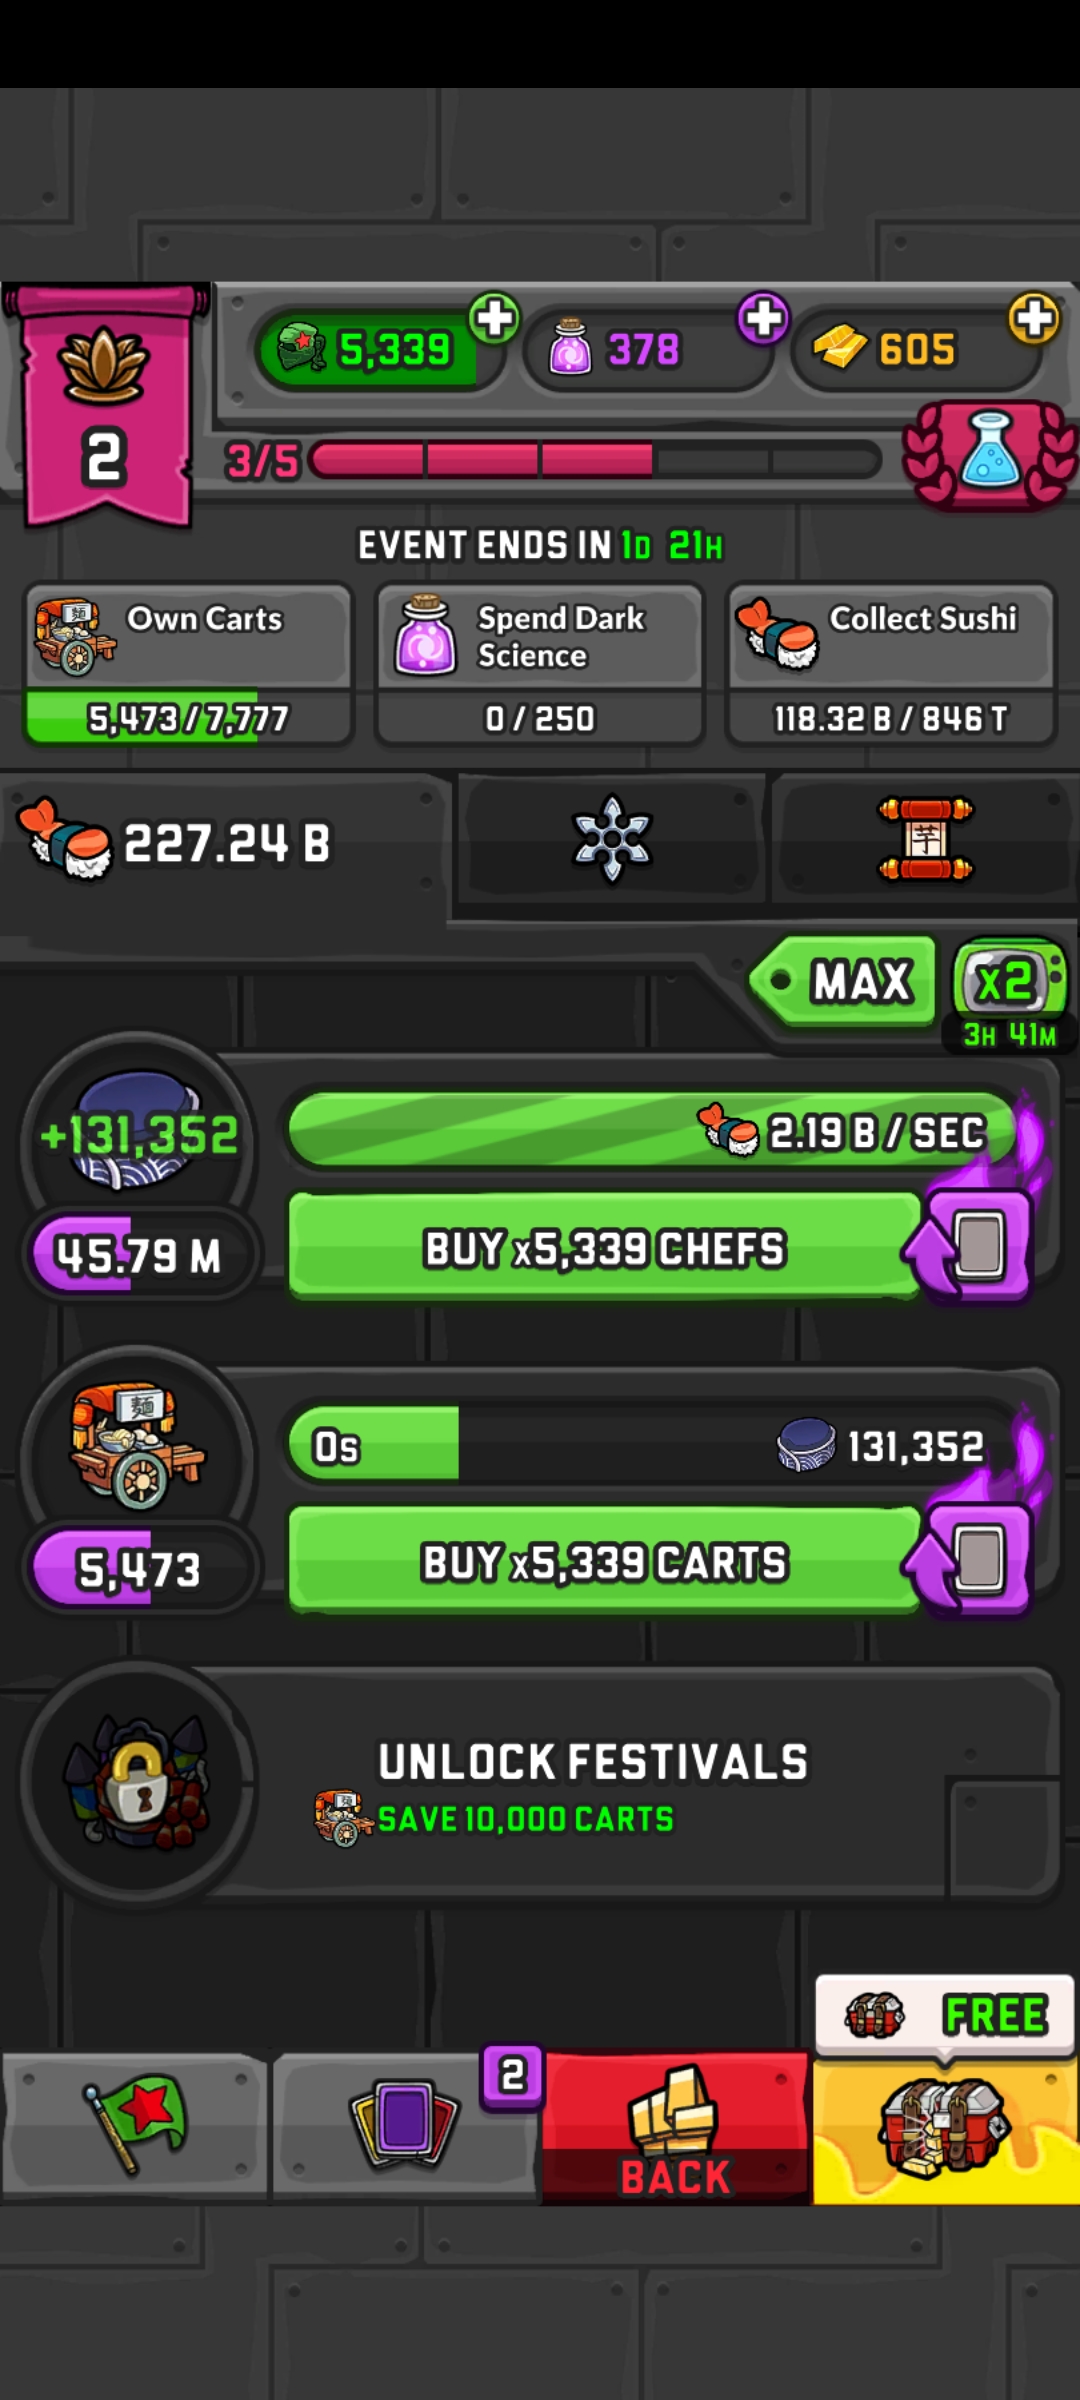 5,339
378
605
2
3/5
EVENT ENDS IN 1D 21H
Own Carts
5,473 / 7,777
Spend Dark
Science
0 / 250
Collect Sushi
118.32 B / 846 T
227.24 B
芋
MAX
x2
3H 41M
+131,352
2.19 B / SEC
45.79 M
BUY x5,339 CHEFS
麺
0s
131,352
5,473
BUY x5,339 CARTS
UNLOCK FESTIVALS
SAVE 10,000 CARTS
FREE
2
BACK